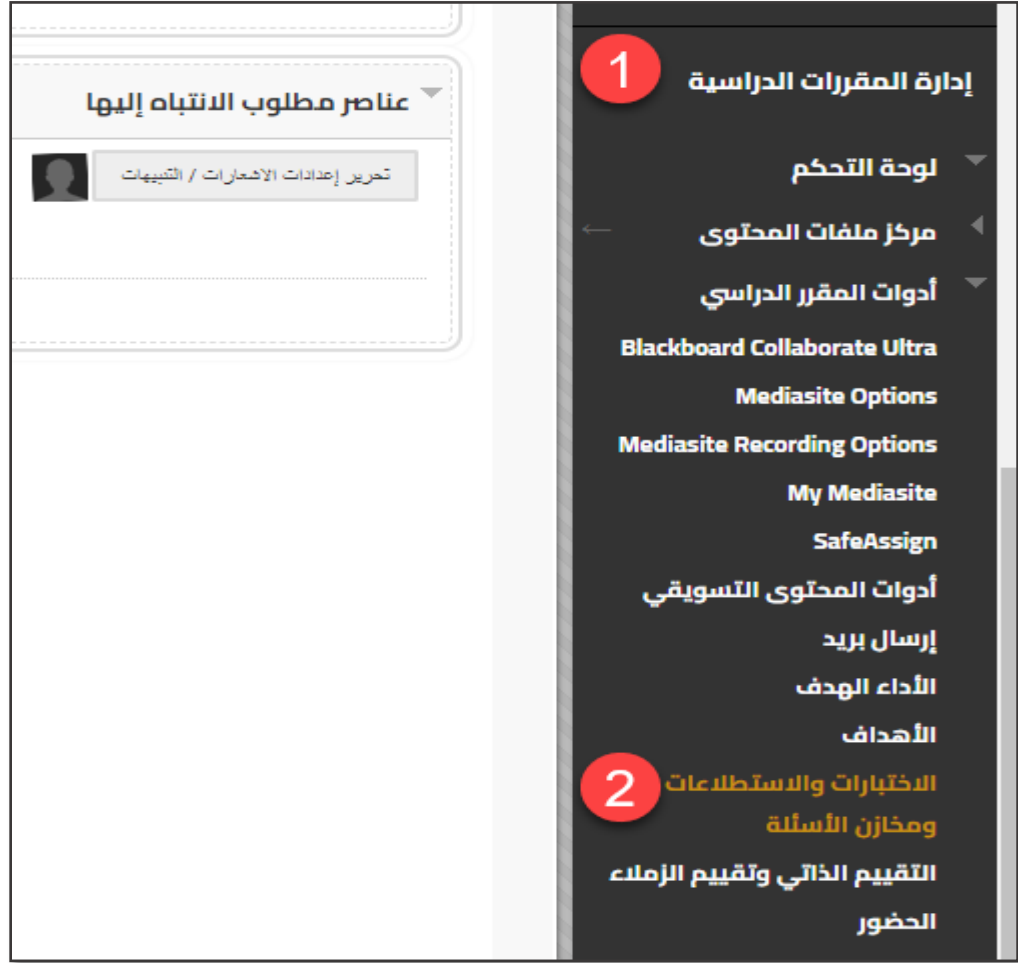 1
إدارة المقررات الدراسية
لوحة التحكم
مركز ملفات المحتوى
أدوات المقرر الدراسي
Blackboard Collaborate Ultra
Mediasite Options
Mediasite Recording Options
My Mediasite
SafeAssign
أدوات المحتوى التسويقي
إرسال بريد
الأداء الهدف
الأهداف
2
الاختبارات والاستطلاعات
ومخازن الأسئلة
التقييم الذاتي وتقييم الزملاء
الحضور
عناصر مطلوب الانتباه إليها
تحرير إعدادات الاشعارات / التنبيهات